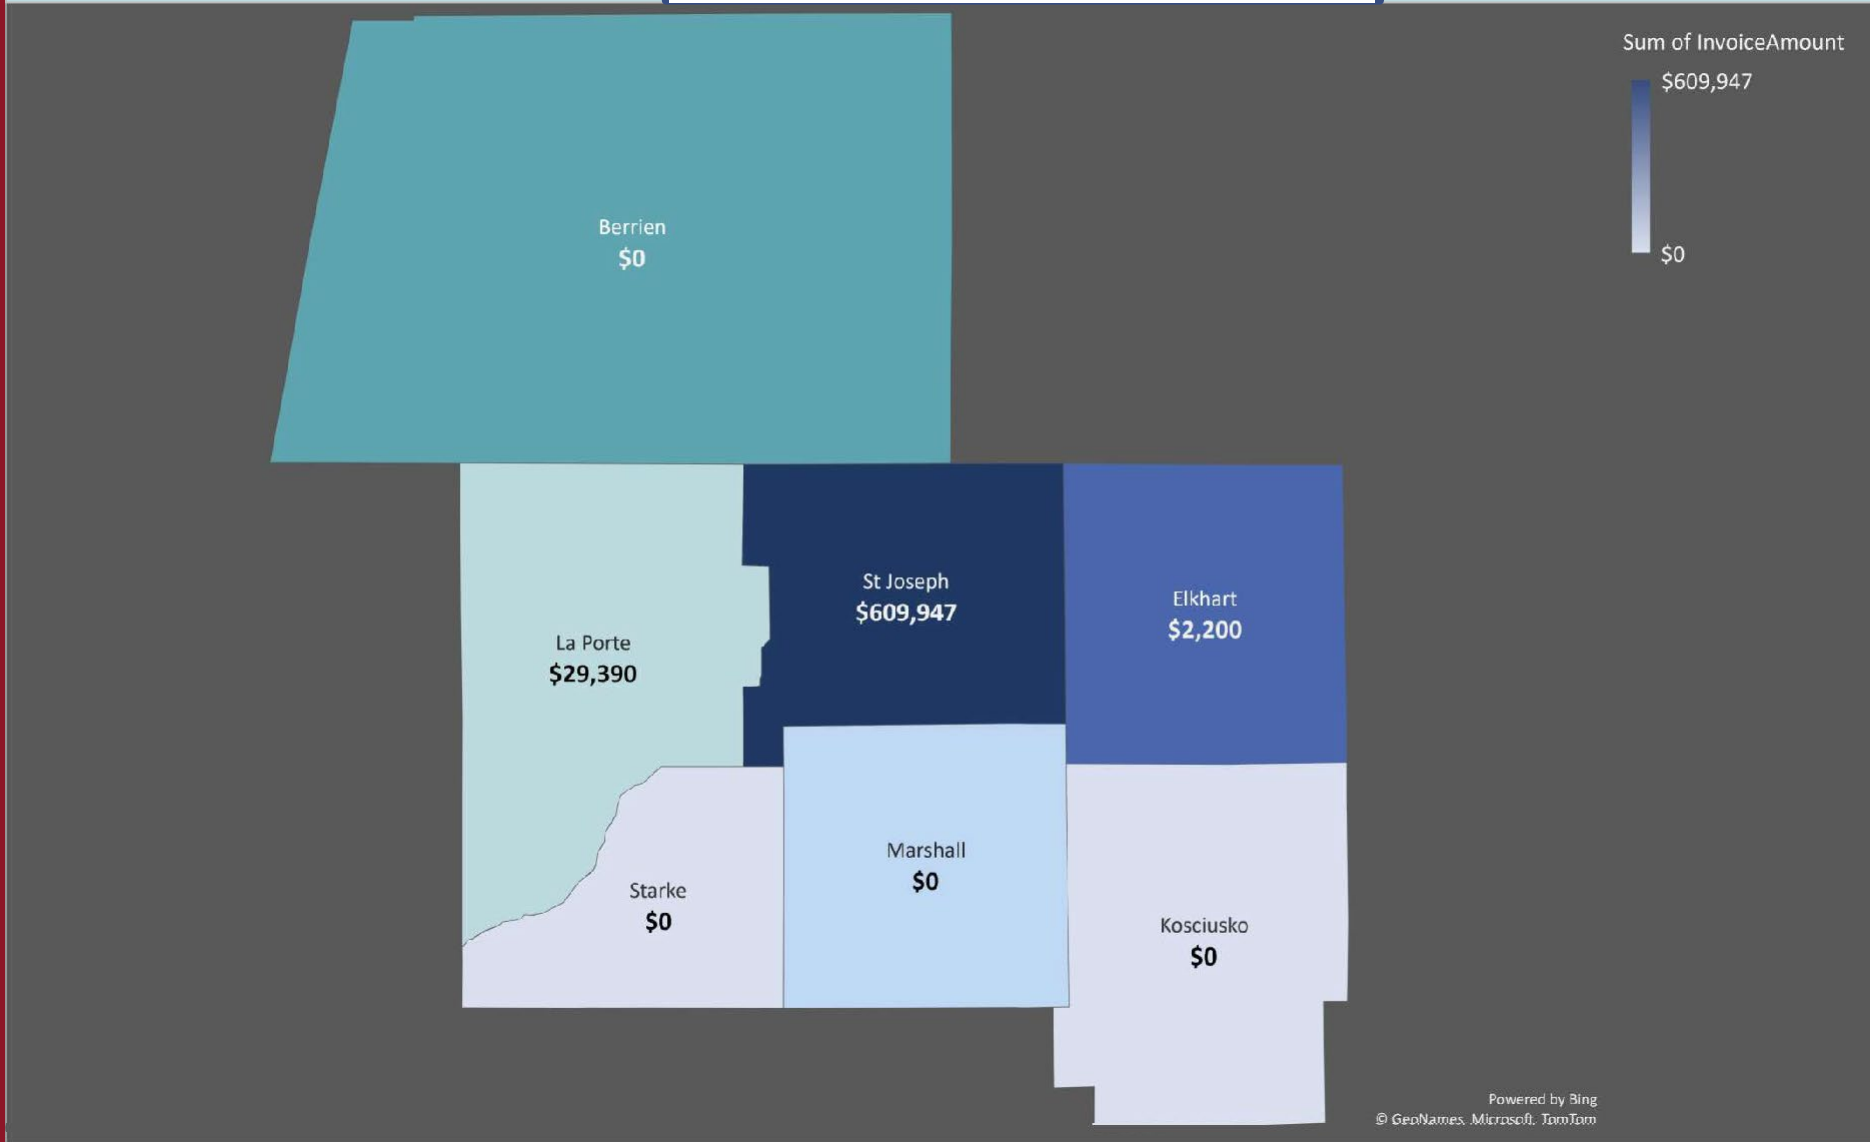 Sum of InvoiceAmount
$609,947
$0
Berrien
$0
St Joseph
$609,947
Elkhart
$2,200
La Porte
$29,390
Marshall
$0
Starke
$0
Kosciusko
$0
Powered by Bing
© GeoNames, Microsoft, TomTom